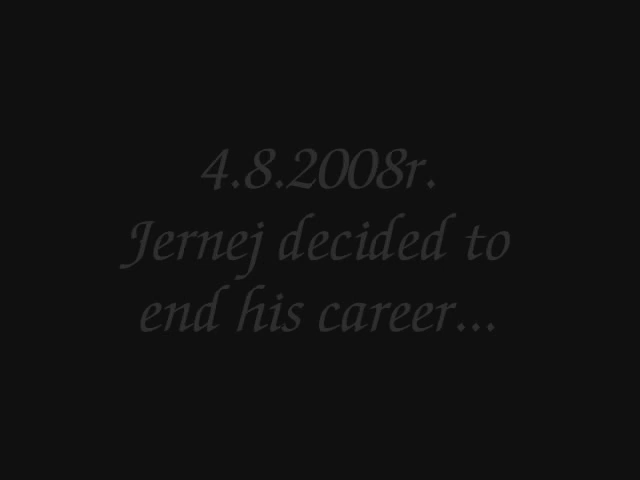 4.8.2008r.
Jernej decided to
end his career...